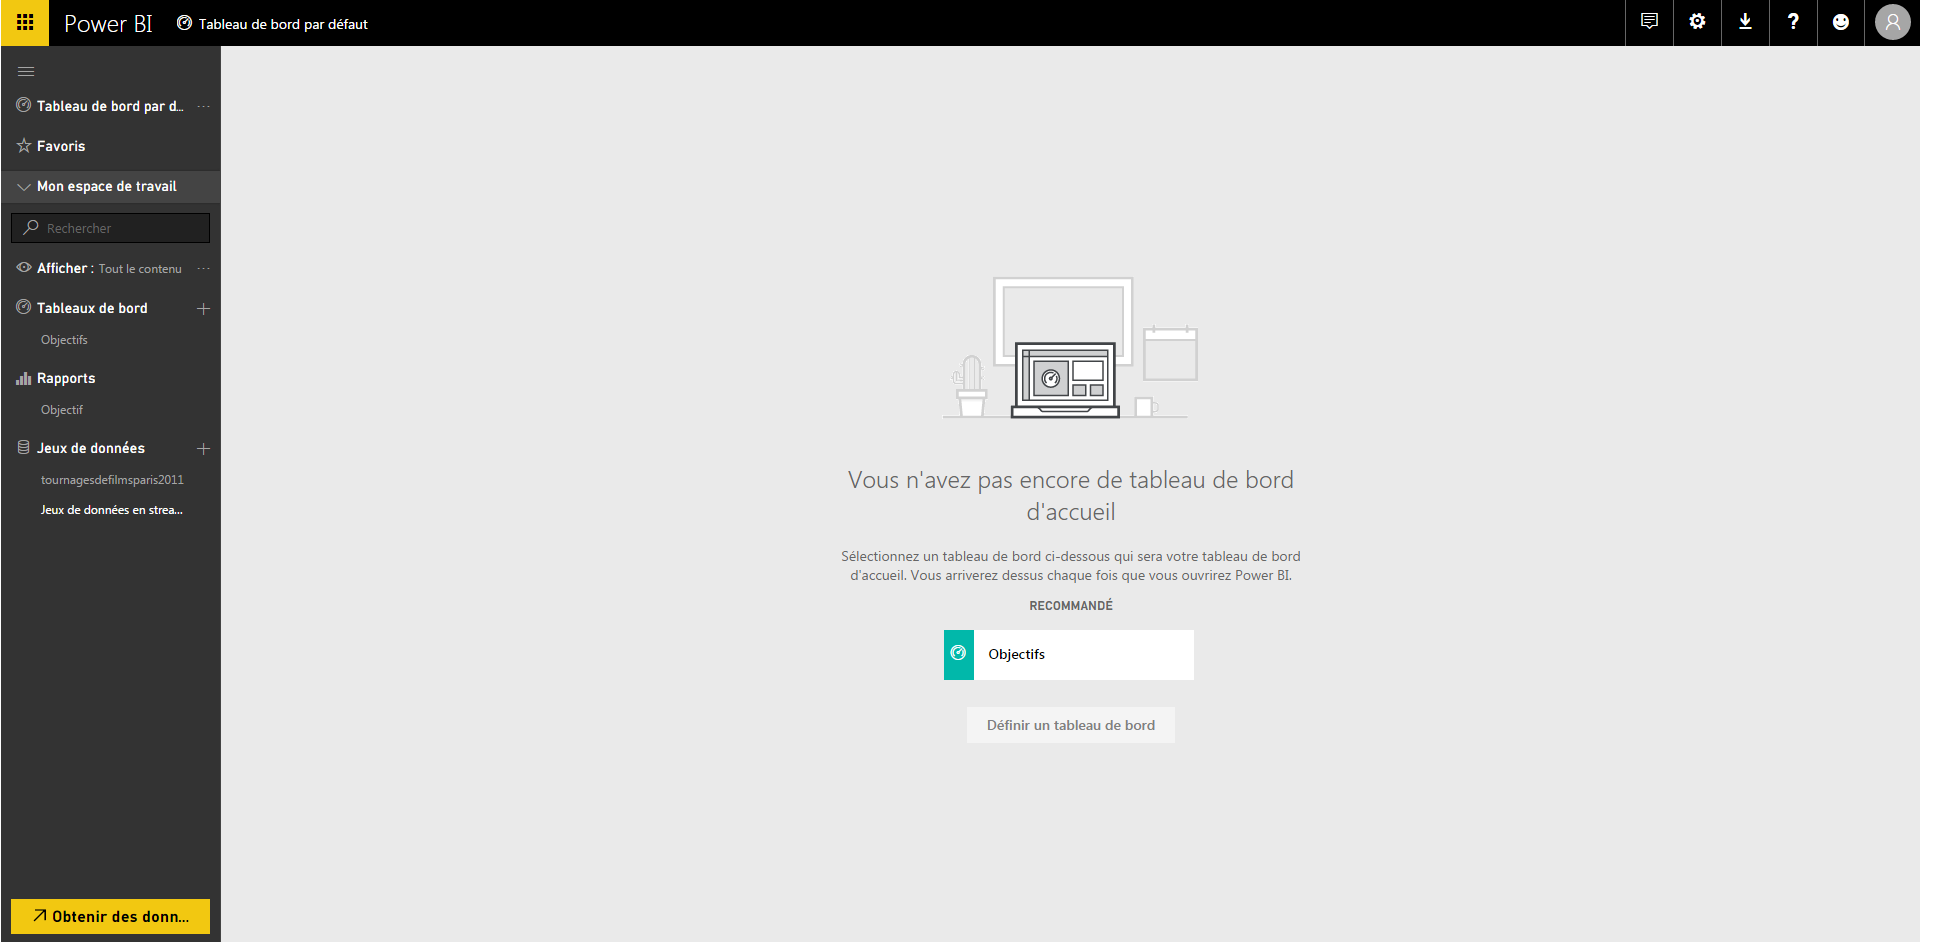 Power BI
Tableau de bord par défaut
Tableau de bord par d...
Favoris
Mon espace de travail
Rechercher
Afficher : Tout le contenu
Tableaux de bord
Objectifs
Rapports
Objectif
Jeux de données
tournagesdefilmsparis2011
Jeux de données en strea...
Obtenir des donn...
Vous n'avez pas encore de tableau de bord
d'accueil
Sélectionnez un tableau de bord ci-dessous qui sera votre tableau de bord
d'accueil. Vous arriverez dessus chaque fois que vous ouvrirez Power BI.
RECOMMANDÉ
Objectifs
Définir un tableau de bord